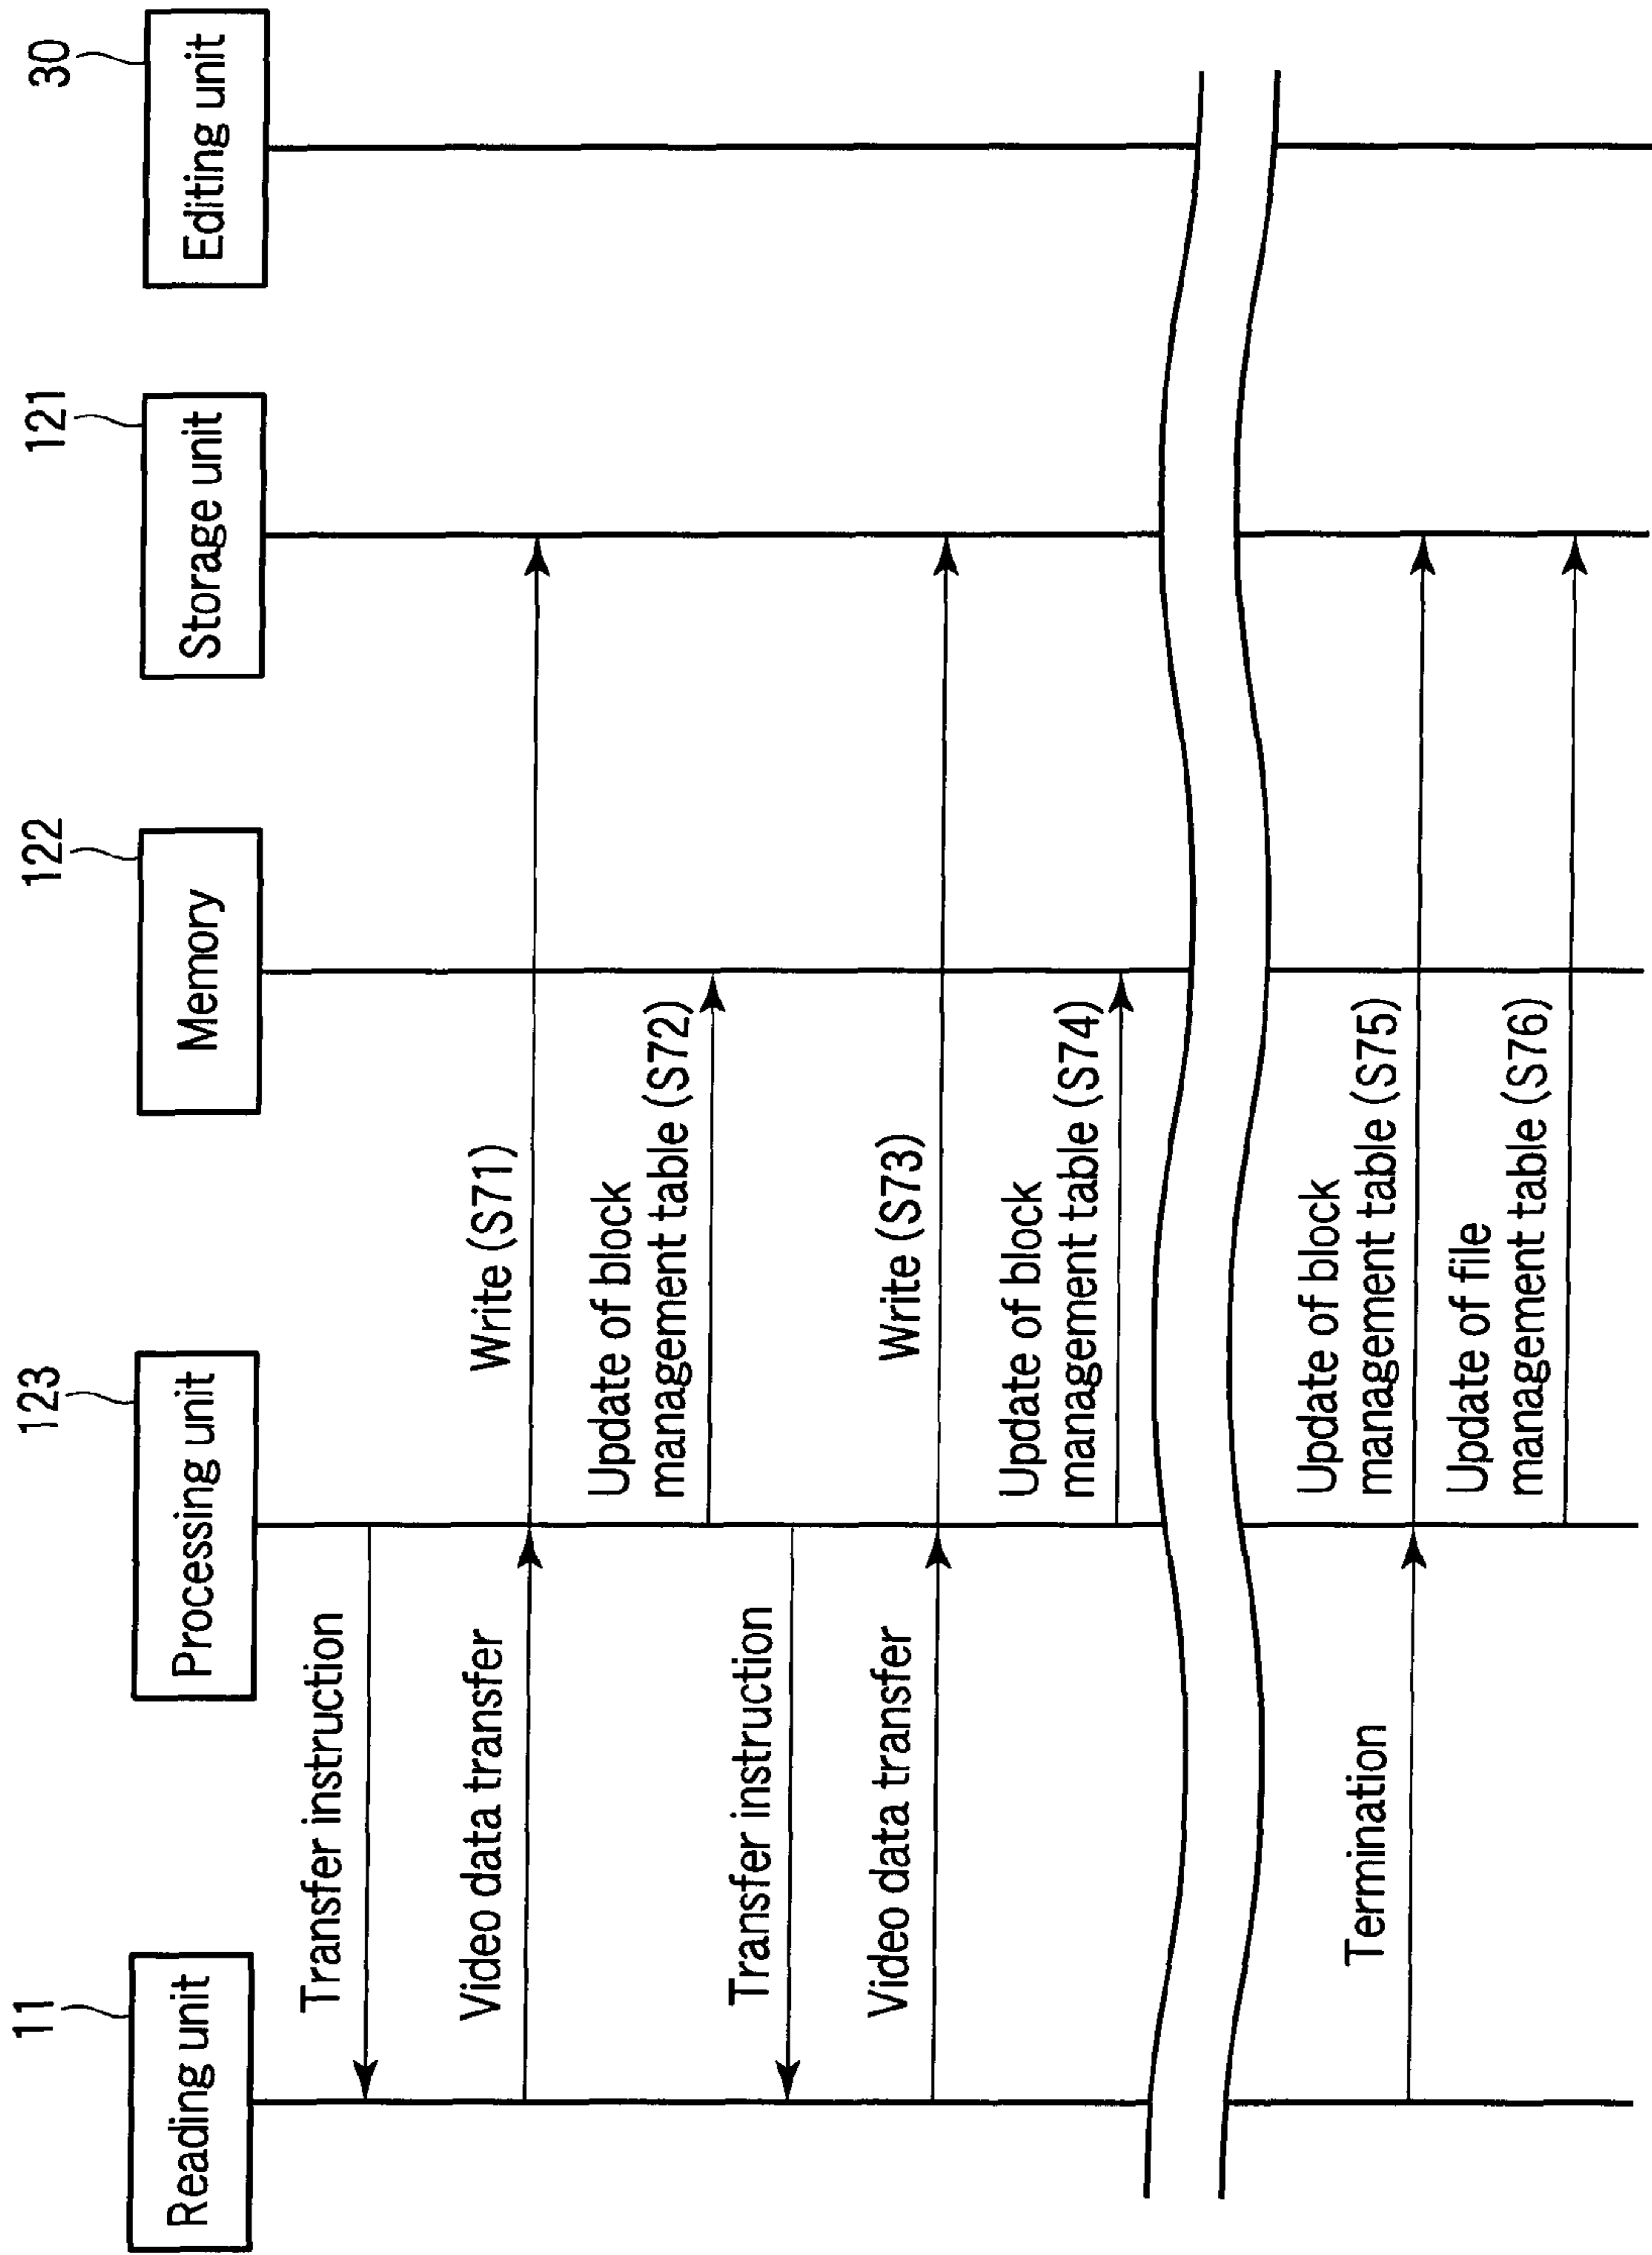 11
123
122
121
30
Reading unit
Processing unit
Memory
Storage unit
Editing unit
Transfer instruction
Video data transfer
Write (S71)
Update of block
management table (S72)
Transfer instruction
Video data transfer
Write (S73)
Update of block
management table (S74)
Termination
Update of block
management table (S75)
Update of file
management table (S76)